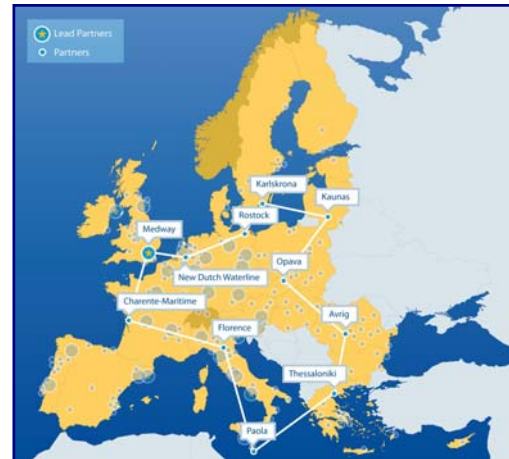 Lead Partners
Partners
Karlskrona
Kaunas
Rostock
Medway
Opava
New Dutch Waterline
Charente-Maritime
Avrig
Florence
Thessaloniki
Paola